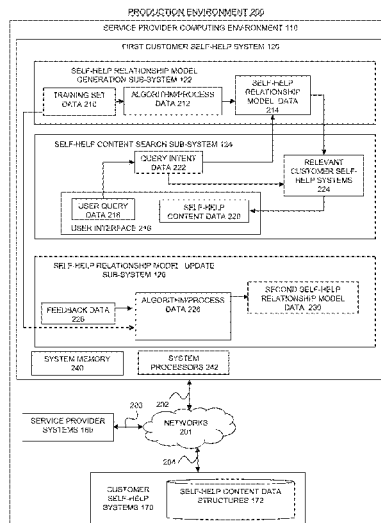 PRODUCTION ENVIRONMENT 200
SERVICE PROVIDER COMPUTING ENVIRONMENT 110
FIRST CUSTOMER SELF-HELP SYSTEM 120
SELF-HELP RELATIONSHIP MODEL
GENERATION SUB-SYSTEM 122
TRAINING SET
DATA 210
ALGORITHM/PROCESS
DATA 212
SELF-HELP
RELATIONSHIP
MODEL DATA
214
SELF-HELP CONTENT SEARCH SUB-SYSTEM 124
QUERY INTENT
DATA 222
RELEVANT
CUSTOMER SELF-
HELP SYSTEMS
224
USER QUERY
DATA 218
SELF-HELP
CONTENT DATA 220
USER INTERFACE 216
SELF-HELP RELATIONSHIP MODEL UPDATE
SUB-SYSTEM 126
FEEDBACK DATA
226
ALGORITHM/PROCESS
DATA 228
SECOND SELF-HELP
RELATIONSHIP MODEL
DATA 230
SYSTEM MEMORY
240
SYSTEM
PROCESSORS 242
202
203
SERVICE PROVIDER
SYSTEMS 160
NETWORKS
201
204
CUSTOMER
SELF-HELP
SYSTEMS 170
SELF-HELP CONTENT DATA
STRUCTURES 172